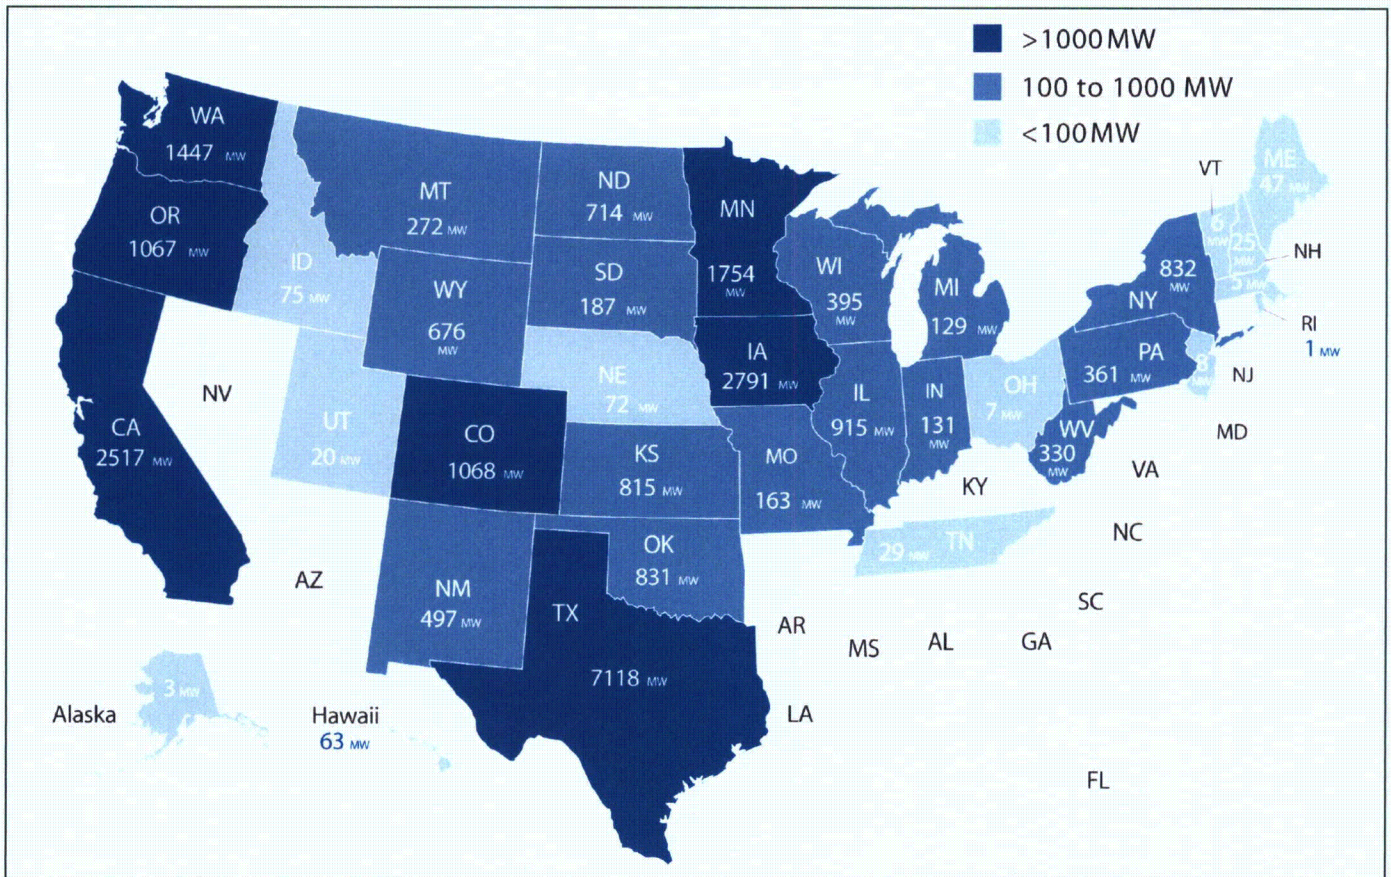 >1000 MW
100 to 1000 MW
<100 MW
WA
1447 MW
OR
1067 MW
CA
2517 MW
NV
ID
75 MW
MT
272 MW
WY
676
MW
UT
20 MW
CO
1068 MW
AZ
NM
497 MW
ND
714 MW
SD
187 MW
NE
72 MW
KS
815 MW
OK
831 MW
TX
7118 MW
MN
1754
MW
IA
2791 MW
MO
163 MW
AR
LA
WI
395
MW
IL
915 MW
MI
129 MW
IN
131
MW
OH
7 MW
KY
29 MW TN
MS
AL
GA
FL
SC
NC
VA
WV
330
MW
MD
PA
361 MW
NJ
8
MW
832
MW
NY
VT
6
MW
25
MW
NH
ME
47 MW
5 MW
RI
1 MW
Alaska
3 MW
Hawaii
63 MW